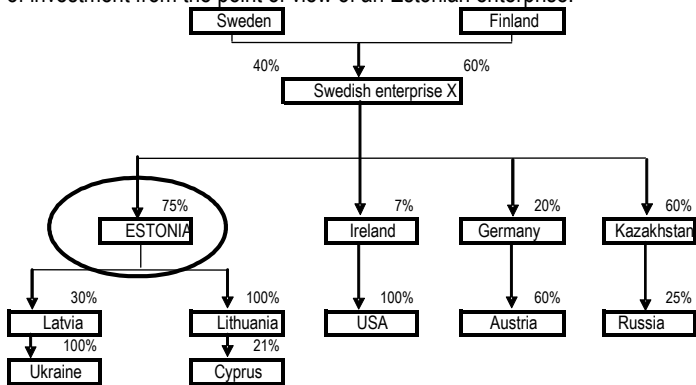 of investment from the point of view of an Estonian enterprise.
Sweden Finland
40% 60%
Swedish enterprise X
75% 7% 20% 60%
ESTONIA Ireland Germany Kazakhstan
30% 100% 100% 60% 25%
Latvia Lithuania USA Austria Russia
100% 21%
Ukraine Cyprus